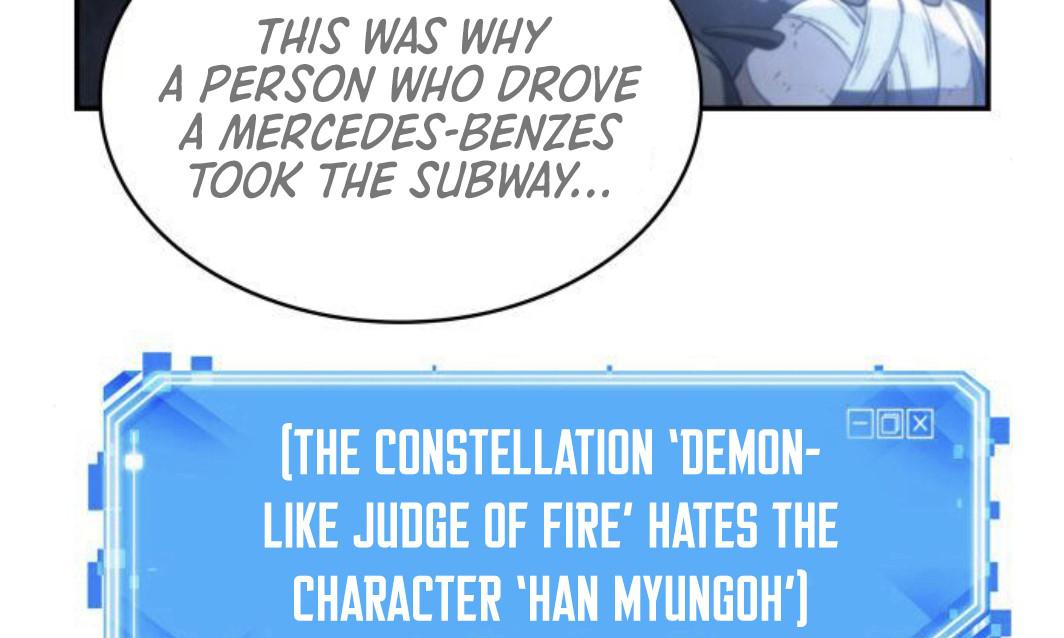 THIS WAS WHY
A PERSON WHO DROVE
A MERCEDES-BENZES
TOOK THE SUBWAY...
(THE CONSTELLATION 'DEMON-
LIKE JUDGE OF FIRE' HATES THE
CHARACTER 'HAN MYUNGOH')